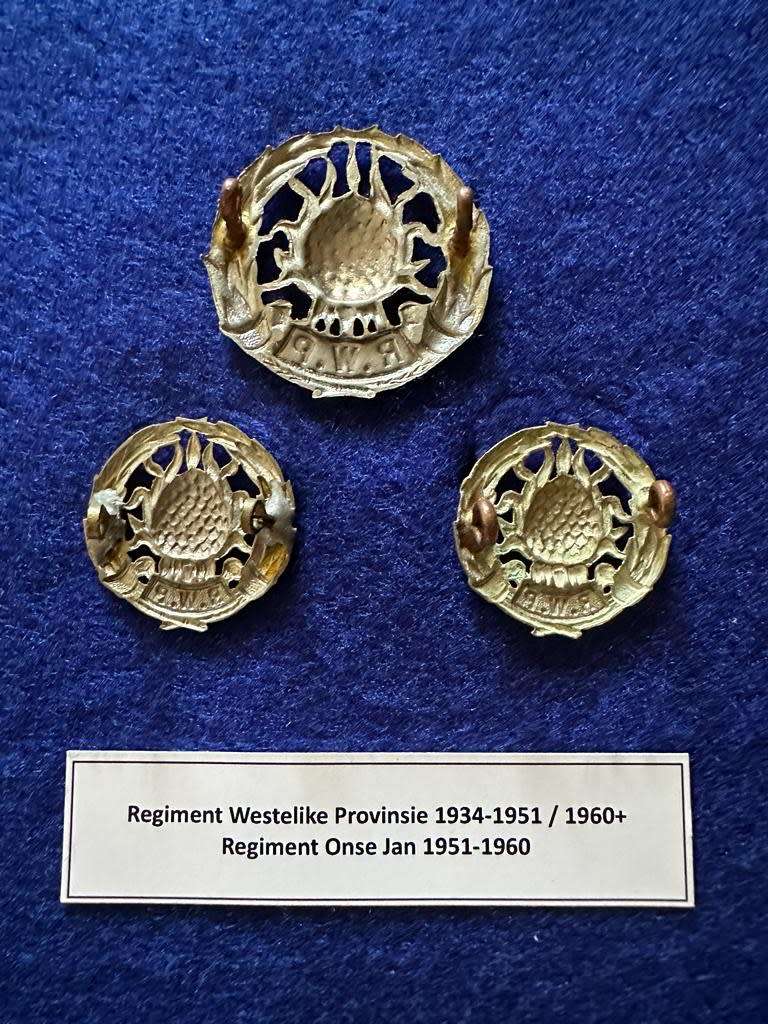 R.W.P.
R.W.P.
R.W.P.
Regiment Westelike Provinsie 1934-1951 / 1960+
Regiment Onse Jan 1951-1960